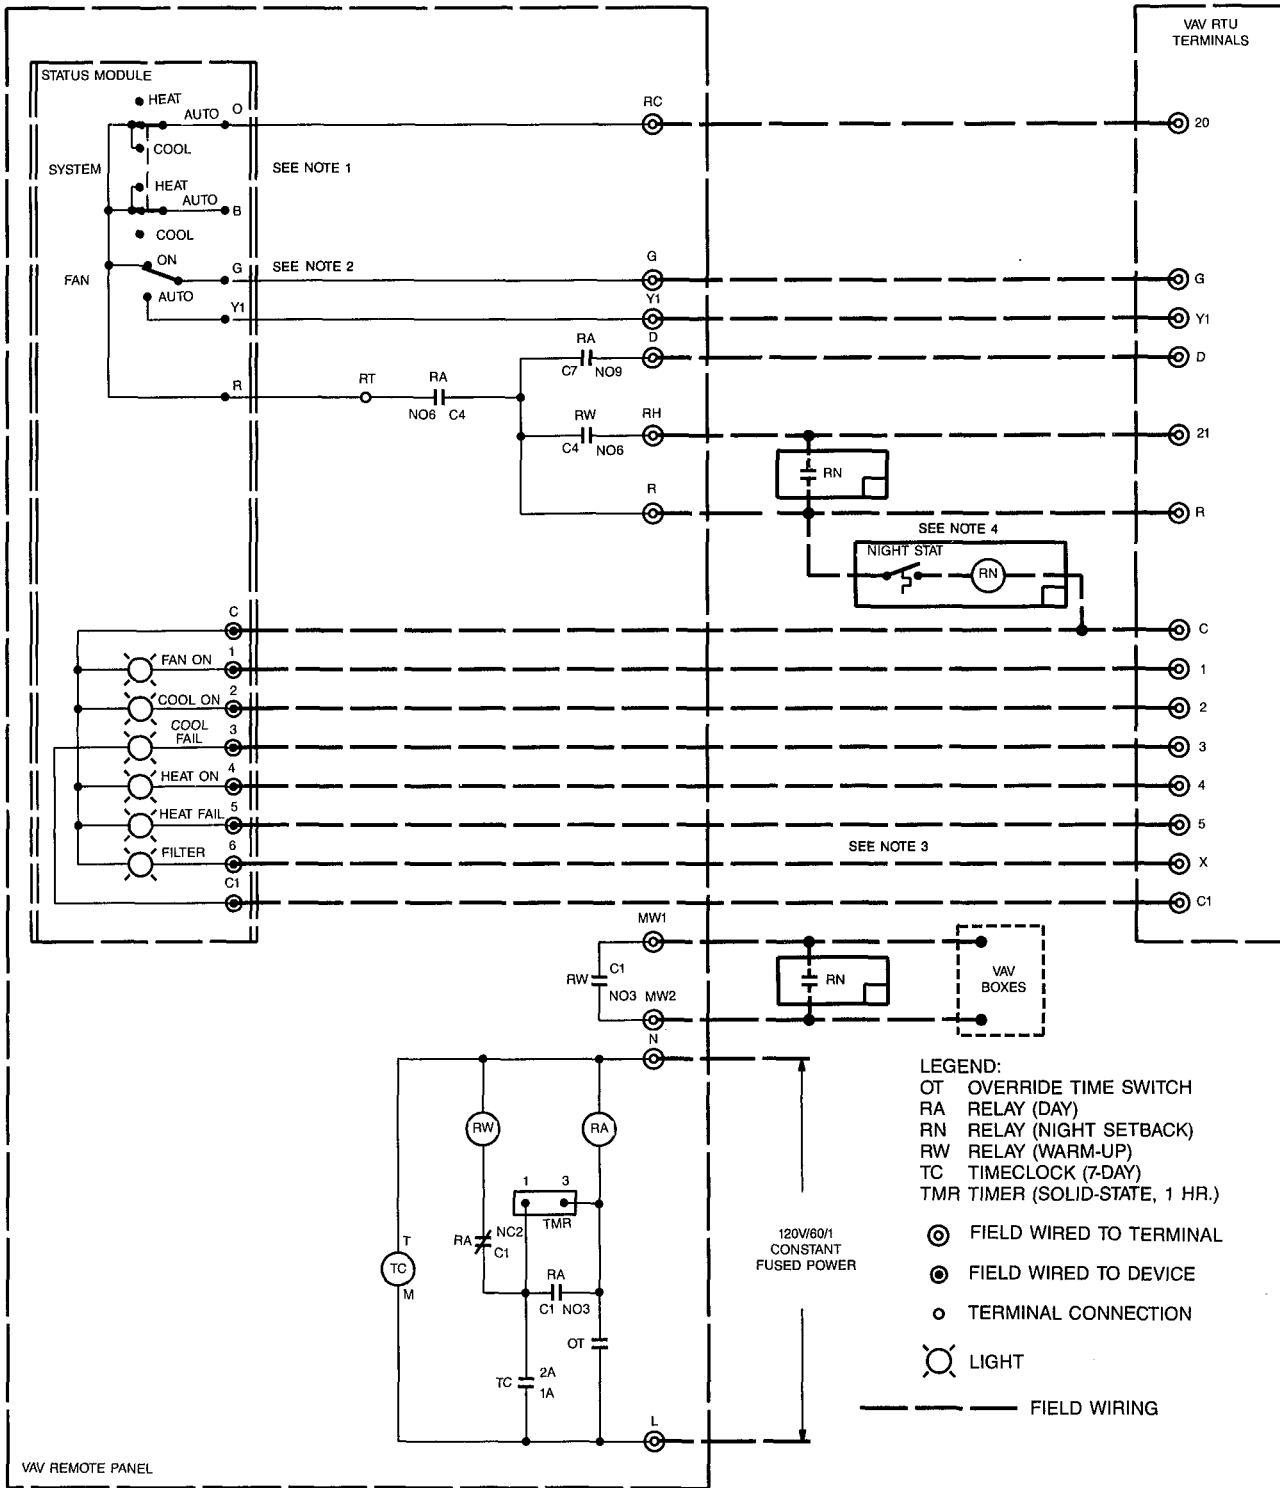 VAV RTU
TERMINALS
STATUS MODULE
HEAT
AUTO O
COOL
SYSTEM
SEE NOTE 1
HEAT
AUTO
B
COOL
ON
FAN
G
SEE NOTE 2
AUTO
Y1
R
RC
20
G
G
Y1
Y1
RA
D
D
C7 NO9
RT
RA
NO6 C4
RW
RH
21
C4 NO6
RN
R
R
SEE NOTE 4
NIGHT STAT
RN
C
C
FAN ON
1
1
COOL ON
2
2
COOL
FAIL
3
3
HEAT ON
4
4
HEAT FAIL
5
5
SEE NOTE 3
FILTER
6
X
C1
C1
MW1
RW
C1
NO3
MW2
RN
VAV
BOXES
N
RW
RA
1 3
TMR
RA
NC2
C1
T
TC
M
RA
C1 NO3
OT
TC
2A
1A
L
120V/60/1
CONSTANT
FUSED POWER
LEGEND:
OT OVERRIDE TIME SWITCH
RA RELAY (DAY)
RN RELAY (NIGHT SETBACK)
RW RELAY (WARM-UP)
TC TIMECLOCK (7-DAY)
TMR TIMER (SOLID-STATE, 1 HR.)
FIELD WIRED TO TERMINAL
FIELD WIRED TO DEVICE
TERMINAL CONNECTION
LIGHT
FIELD WIRING
VAV REMOTE PANEL